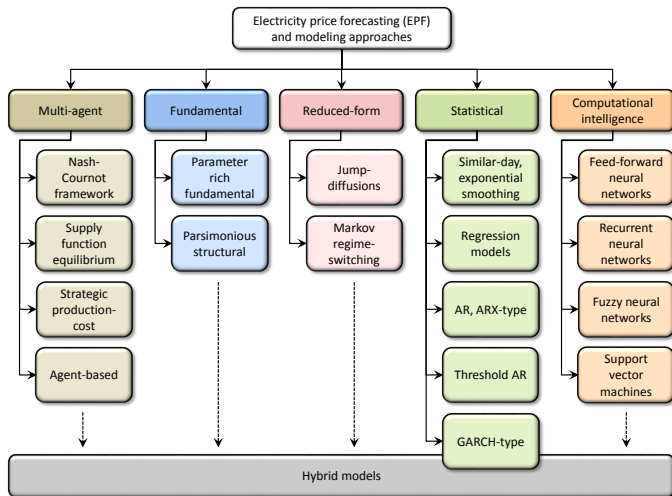 Electricity price forecasting (EPF)
and modeling approaches
Multi-agent
Fundamental
Reduced-form
Statistical
Computational
intelligence
Nash-
Cournot
framework
Supply
function
equilibrium
Strategic
production-
cost
Agent-based
Parameter
rich
fundamental
Parsimonious
structural
Jump-
diffusions
Markov
regime-
switching
Similar-day,
exponential
smoothing
Regression
models
AR, ARX-type
Threshold AR
GARCH-type
Feed-forward
neural
networks
Recurrent
neural
networks
Fuzzy neural
networks
Support
vector
machines
Hybrid models